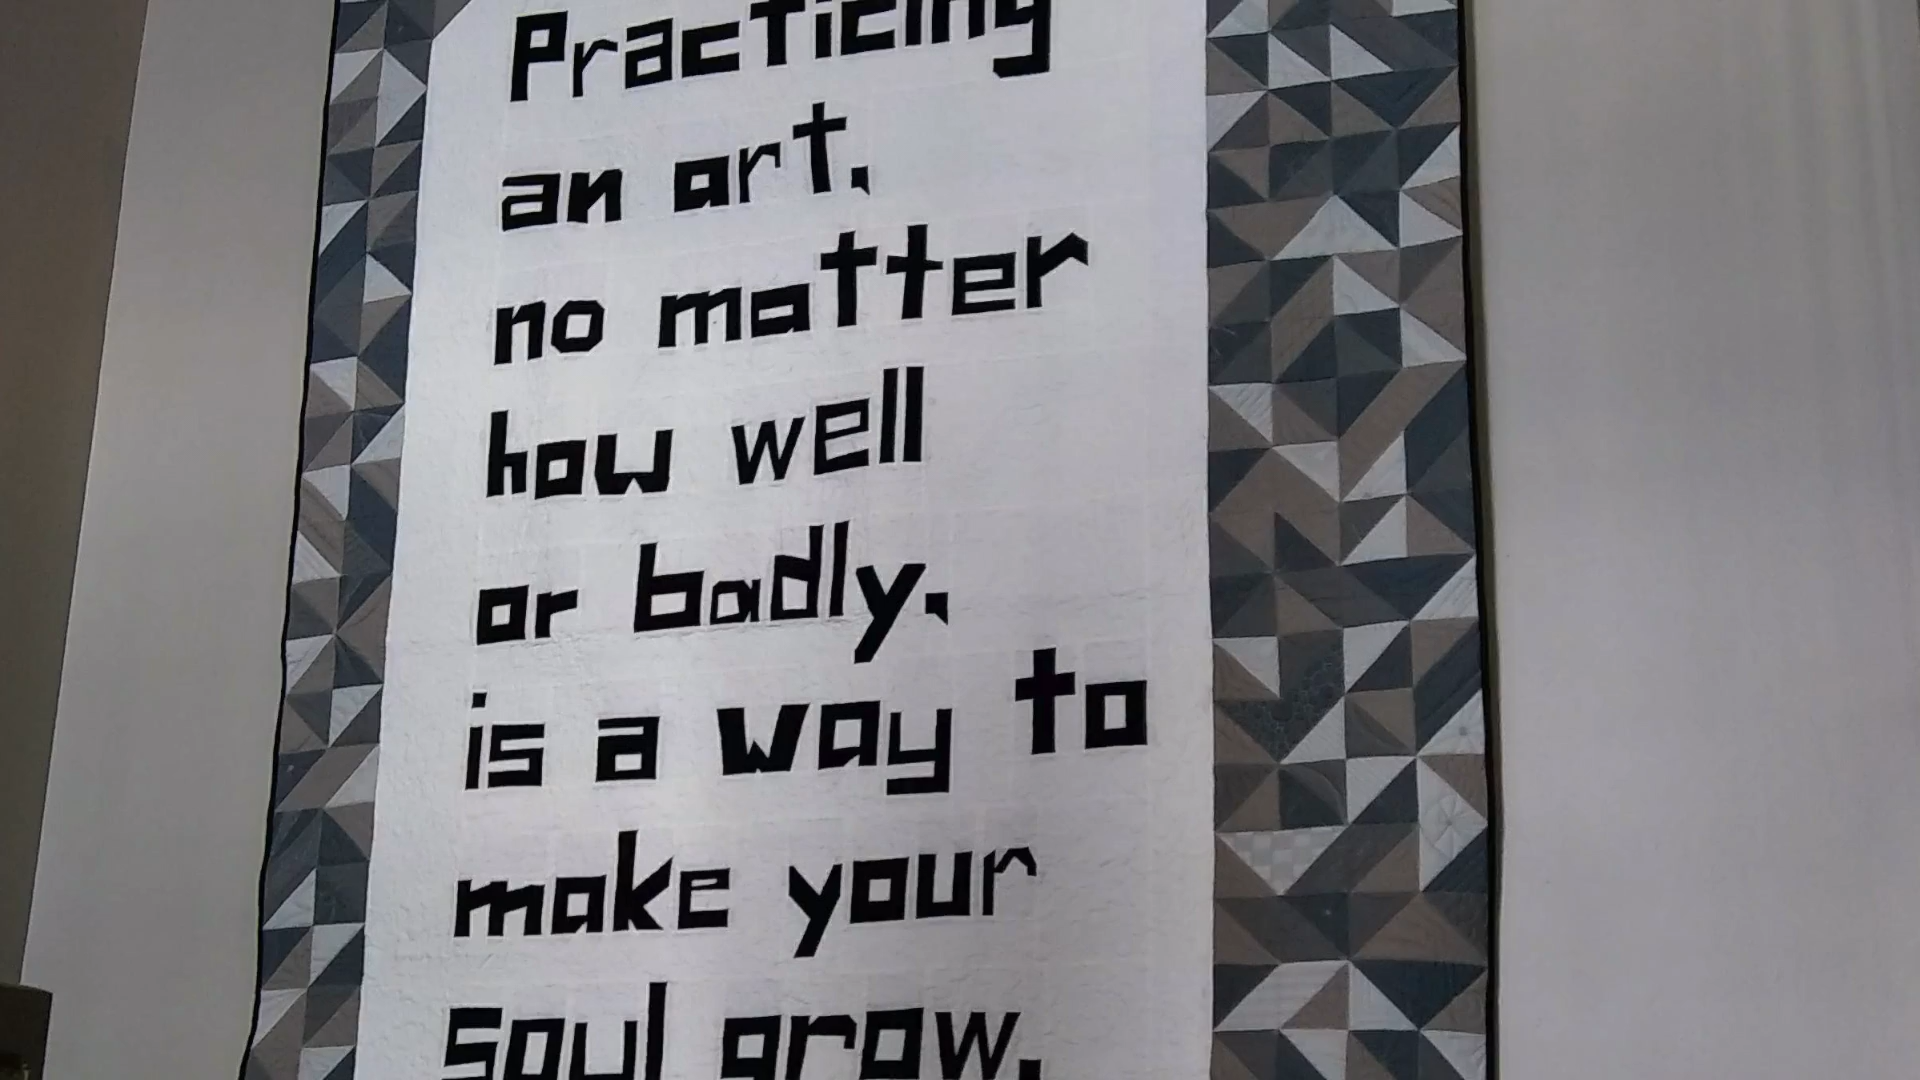 Practicing
an art,
no matter
how well
or badly,
is a way to
make your
soul grow.